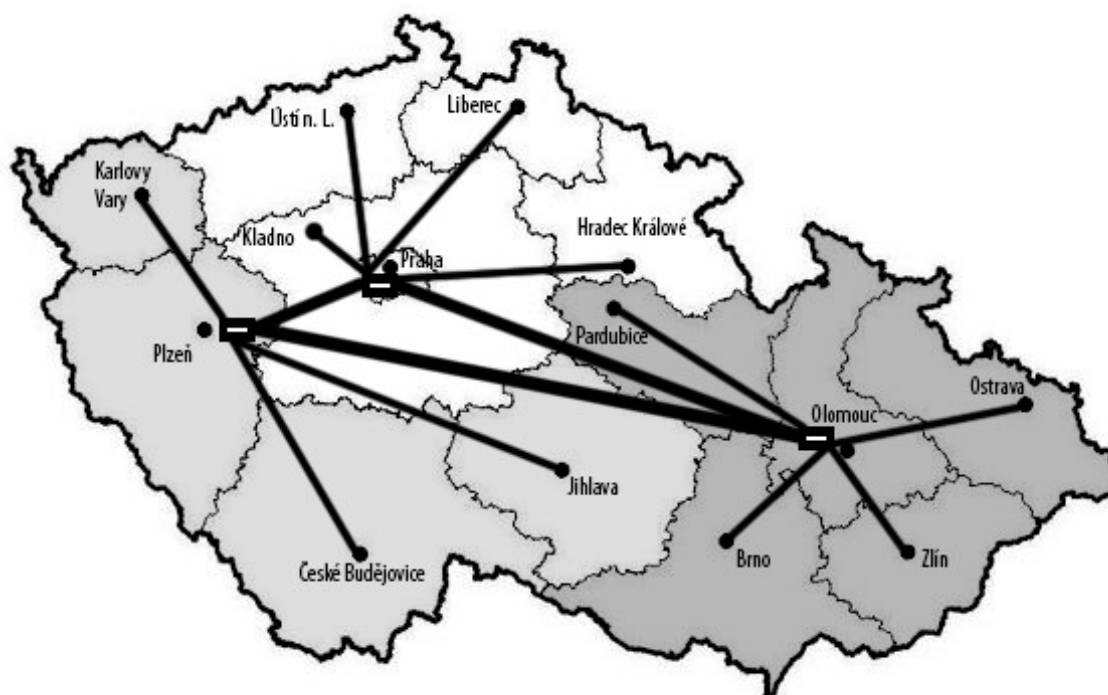 Liberec
Ústí n. L.
Karlovy
Vary
Kladno
Hradec Králové
Praha
Pardubice
Plzeň
Ostrava
Olomouc
Jihlava
Brno
Zlín
České Budějovice